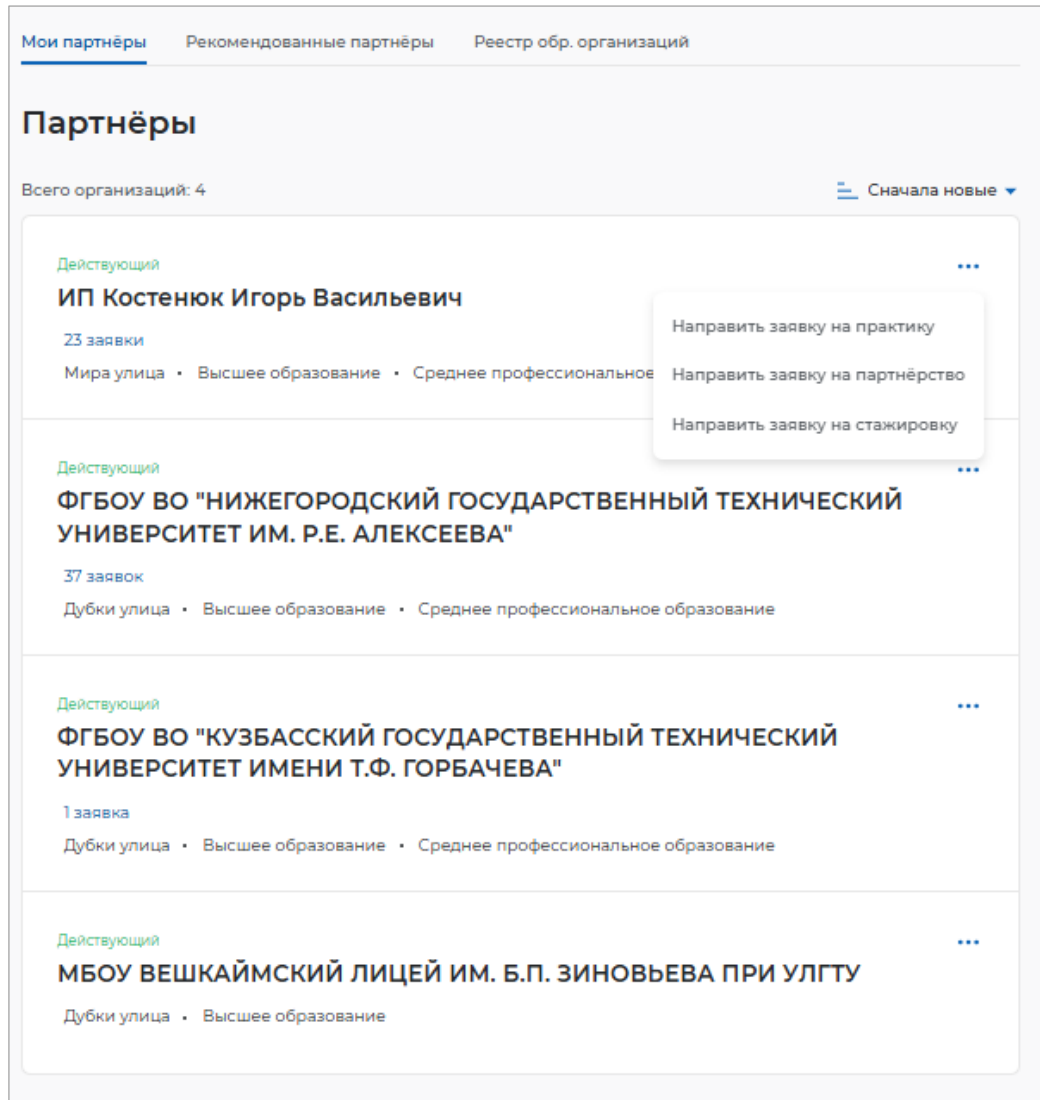 Мои партнёры Рекомендованные партнёры Реестр обр. организаций
Партнёры
Всего организаций: 4 Сначала новые
Действующий
ИП Костенюк Игорь Васильевич
23 заявки
Мира улица • Высшее образование • Среднее профессиональное
Направить заявку на практику
Направить заявку на партнёрство
Направить заявку на стажировку
Действующий
ФГБОУ ВО "НИЖЕГОРОДСКИЙ ГОСУДАРСТВЕННЫЙ ТЕХНИЧЕСКИЙ
УНИВЕРСИТЕТ ИМ. Р.Е. АЛЕКСЕЕВА"
37 заявок
Дубки улица • Высшее образование • Среднее профессиональное образование
Действующий
ФГБОУ ВО "КУЗБАССКИЙ ГОСУДАРСТВЕННЫЙ ТЕХНИЧЕСКИЙ
УНИВЕРСИТЕТ ИМЕНИ Т.Ф. ГОРБАЧЕВА"
1 заявка
Дубки улица • Высшее образование • Среднее профессиональное образование
Действующий
МБОУ ВЕШКАЙМСКИЙ ЛИЦЕЙ ИМ. Б.П. ЗИНОВЬЕВА ПРИ УЛГТУ
Дубки улица • Высшее образование